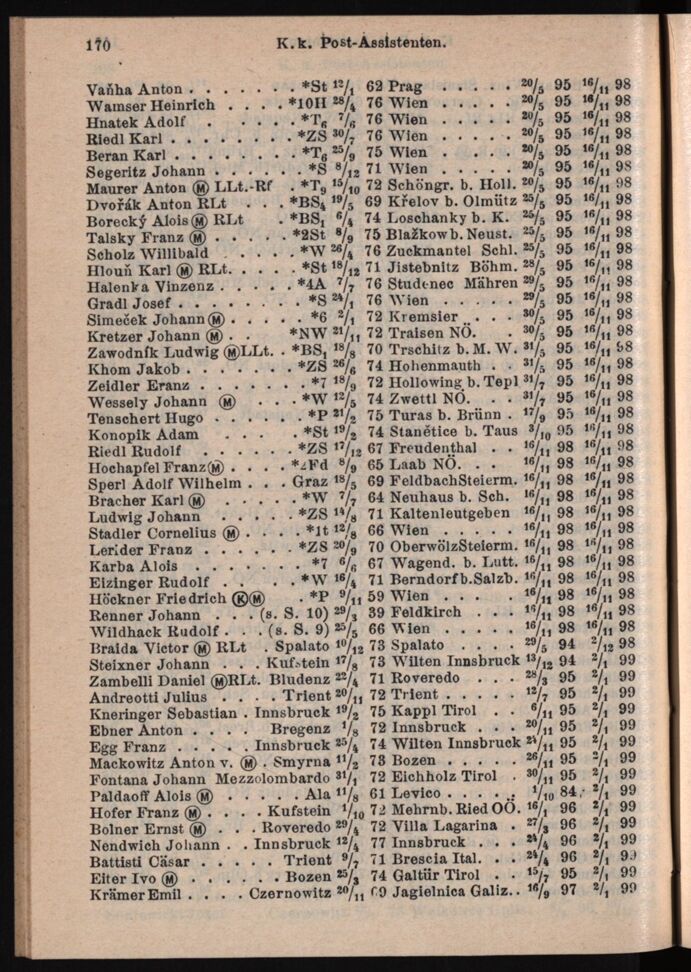 170 K. k. Post-Assistenten.
Vaňha Anton . . . . . . . *St 12/1 62 Prag . . . . . 20/5 95 16/11 98
Wamser Heinrich . . . . *10H 28/4 76 Wien . . . . . 20/5 95 16/11 98
Hnatek Adolf . . . . . *T6 7/6 76 Wien . . . . . 20/5 95 16/11 98
Riedl Karl . . . . . . . . *ZS 30/7 76 Wien . . . . . 20/5 95 16/11 98
Beran Karl . . . . . . . . *T6 25/9 75 Wien . . . . . 20/5 95 16/11 98
Segeritz Johann . . . . . . *S 8/12 71 Wien . . . . . 20/5 95 16/11 98
Maurer Anton Ⓜ LLt.-Rf . *T9 15/10 72 Schöngr. b. Holl. 25/5 95 16/11 98
Dvořák Anton RLt . . . *BS4 19/5 69 Křelov b. Olmütz 25/5 95 16/11 98
Borecký Alois Ⓜ RLt . *BS1 6/4 74 Loschanky b. K. 25/5 95 16/11 98
Talsky Franz Ⓜ . . . . . *2St 8/9 75 Blažkow b. Neust. 25/5 95 16/11 98
Scholz Willibald . . . . . *W 26/4 76 Zuckmantel Schl. 25/5 95 16/11 98
Hlouň Karl Ⓜ RLt. . . . . *St 18/12 71 Jistebnitz Böhm. 28/5 95 16/11 98
Halenka Vinzenz . . . . . *4A 7/7 76 Studenec Mähren 29/5 95 16/11 98
Gradl Josef . . . . . . . . *S 24/1 76 Wien . . . . . 29/5 95 16/11 98
Simeček Johann Ⓜ . . . . . *6 2/1 72 Kremsier . . . 30/5 95 16/11 98
Kretzer Johann Ⓜ . . . . *NW 21/11 72 Traisen NÖ. . 30/5 95 16/11 98
Zawodnfk Ludwig ⓂLLt. . *BS1 18/8 70 Trschitz b. M. W. 31/5 95 16/11 98
Khom Jakob . . . . . . . *ZS 26/6 74 Hohenmauth . . 31/5 95 16/11 98
Zeidler Eranz . . . . . . . *7 18/9 72 Hollowing b. Tepl 31/7 95 16/11 98
Wessely Johann Ⓜ . . . *W 12/5 74 Zwettl NÖ. . . 31/7 95 16/11 98
Tenschert Hugo . . . . . . *P 21/2 75 Turas b. Brünn . 17/9 95 16/11 98
Konopik Adam . . . . . *St 19/2 74 Stanětice b. Taus 3/10 95 16/11 98
Riedl Rudolf . . . . . . *ZS 17/12 67 Freudenthal . . 16/11 98 16/11 98
Hochapfel Franz Ⓜ . . . . *2Fd 8/9 65 Laab NÖ. . . 16/11 98 16/11 98
Sperl Adolf Wilhelm . . . Graz 18/5 69 FeldbachSteierm. 16/11 98 16/11 98
Bracher Karl Ⓜ . . . . . *W 7/7 64 Neuhaus b. Sch. 16/11 98 16/11 98
Ludwig Johann . . . . . *ZS 14/8 71 Kaltenleutgeben 16/11 98 16/11 98
Stadler Cornelius Ⓜ . . . . *1t 12/8 66 Wien . . . . . 16/11 98 16/11 98
Lerider Franz . . . . . . *ZS 20/9 70 OberwölzSteierm. 16/11 98 16/11 98
Karba Alois . . . . . . . . *7 6/6 67 Wagend. b. Lutt. 16/11 98 16/11 98
Eizinger Rudolf . . . . . *W 16/4 71 Berndorf b.Salzb. 16/11 98 16/11 98
Höckner Friedrich ⓀⓂ . . *P 9/11 59 Wien . . . . . 16/11 98 16/11 98
Renner Johann . . . (s. S. 10) 29/3 39 Feldkirch . . . 16/11 98 16/11 98
Wildhack Rudolf . . . (s. S. 9) 25/5 66 Wien . . . . . 16/11 98 16/11 98
Braida Victor Ⓜ RLt . Spalato 10/12 73 Spalato . . . . 29/5 94 2/12 98
Steixner Johann . . . Kufstein 17/8 73 Wilten Innsbruck 13/12 94 2/1 99
Zambelli Daniel ⓂRLt. Bludenz 22/4 71 Roveredo . . . 28/3 95 2/1 99
Andreotti Julius . . . . Trient 20/11 72 Trient . . . . . 12/7 95 2/1 99
Kneringer Sebastian . Innsbruck 19/2 75 Kappl Tirol . . 6/11 95 2/1 99
Ebner Anton . . . . Bregenz 1/8 72 Innsbruck . . . 20/11 95 2/1 99
Egg Franz . . . . . Innsbruck 25/4 74 Wilten Innsbruck 24/11 95 2/1 99
Mackowitz Anton v. Ⓜ . Smyrna 11/2 73 Bozen . . . . . 26/11 95 2/1 99
Fontana Johann Mezzolombardo 31/1 72 Eichholz Tirol . 30/11 95 2/1 99
Paldaoff Alois Ⓜ . . . . . Ala 11/8 61 Levico . . . . . 1/10 84. 2/1 99
Hofer Franz Ⓜ . . . . Kufstein 1/10 72 Mehrnb. Ried OÖ. 16/1 96 2/1 99
Bolner Ernst Ⓜ . . . Roveredo 29/4 72 Villa Lagarina . 27/3 96 2/1 99
Nendwich Johann . . Innsbruck 12/4 77 Innsbruck . . . 24/4 96 2/1 99
Battisti Cäsar . . . . . Trient 9/7 71 Brescia Ital. . . 24/4 96 2/1 99
Eiter Ivo Ⓜ . . . . . . Bozen 25/3 74 Galtür Tirol . . 15/7 95 2/1 99
Krämer Emil . . . . Czernowitz 20/11 69 Jagielnica Galiz.. 16/9 97 2/1 99